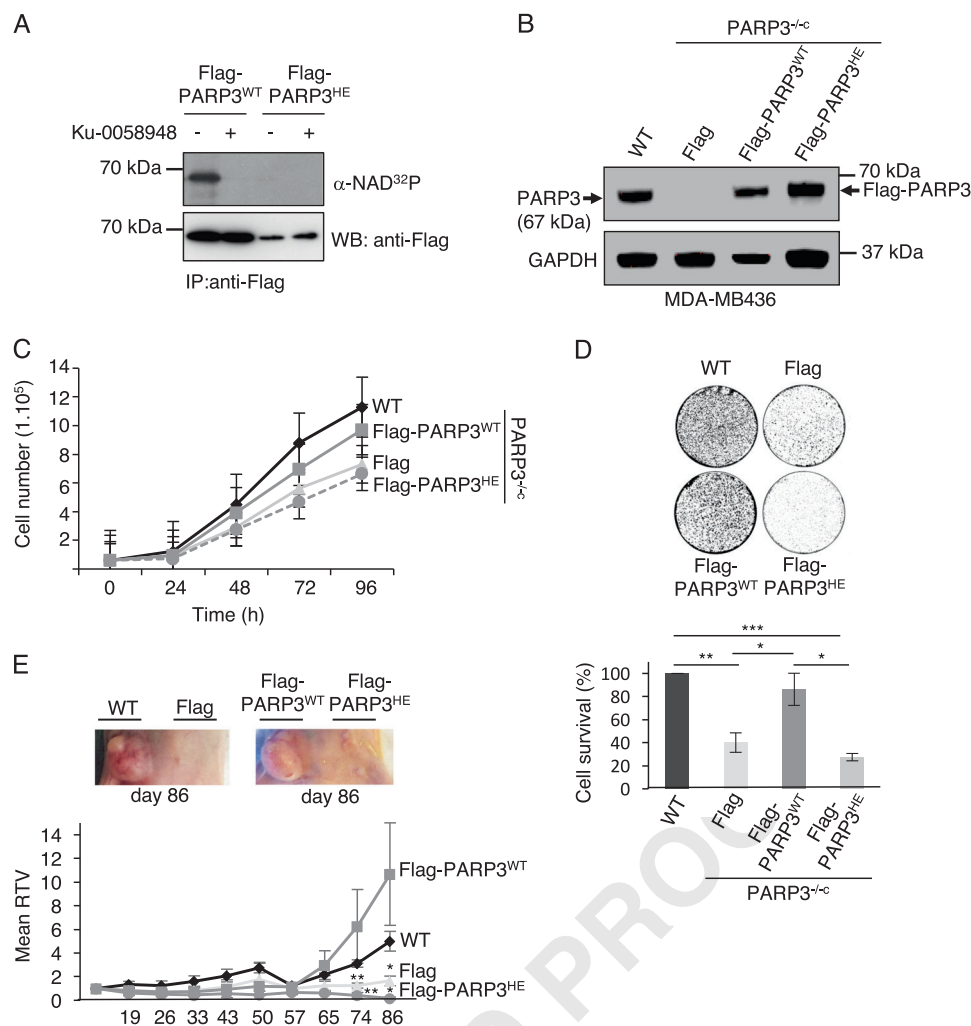 A
Flag-
PARP3WT
Flag-
PARP3HE
Ku-0058948 - + - +
70 kDa
α-NAD32P
70 kDa
WB: anti-Flag
IP:anti-Flag
B
PARP3-/-c
WT
Flag
Flag-PARP3WT
Flag-PARP3HE
70 kDa
PARP3
(67 kDa)
Flag-PARP3
GAPDH
37 kDa
MDA-MB436
C
Cell number (1.10^5)
14
12
10
8
6
4
2
0 24 48 72 96
Time (h)
WT
Flag-PARP3WT
Flag
Flag-PARP3HE
PARP3-/-c
D
WT Flag
Flag-
PARP3WT
Flag-
PARP3HE
***
** * *
Cell survival (%)
100
80
60
40
20
0
WT
Flag
Flag-
PARP3WT
Flag-
PARP3HE
PARP3-/-c
E
WT Flag
Flag-
PARP3WT
Flag-
PARP3HE
day 86
day 86
Mean RTV
14
12
10
8
6
4
2
0
19 26 33 43 50 57 65 74 86
Flag-PARP3WT
WT
* Flag
**
** * Flag-PARP3HE
PROO